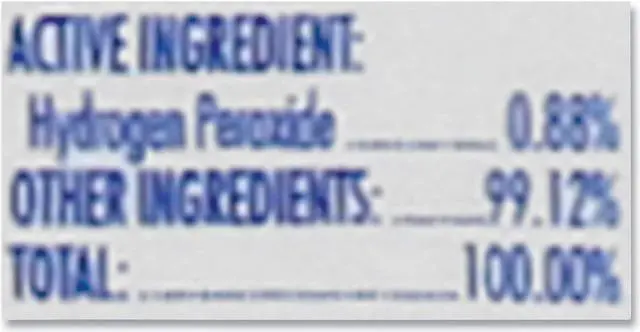 ACTIVE INGREDIENT:
Hydrogen Peroxide ........................ 0.88%
OTHER INGREDIENTS: ............ 99.12%
TOTAL: .......................................... 100.00%